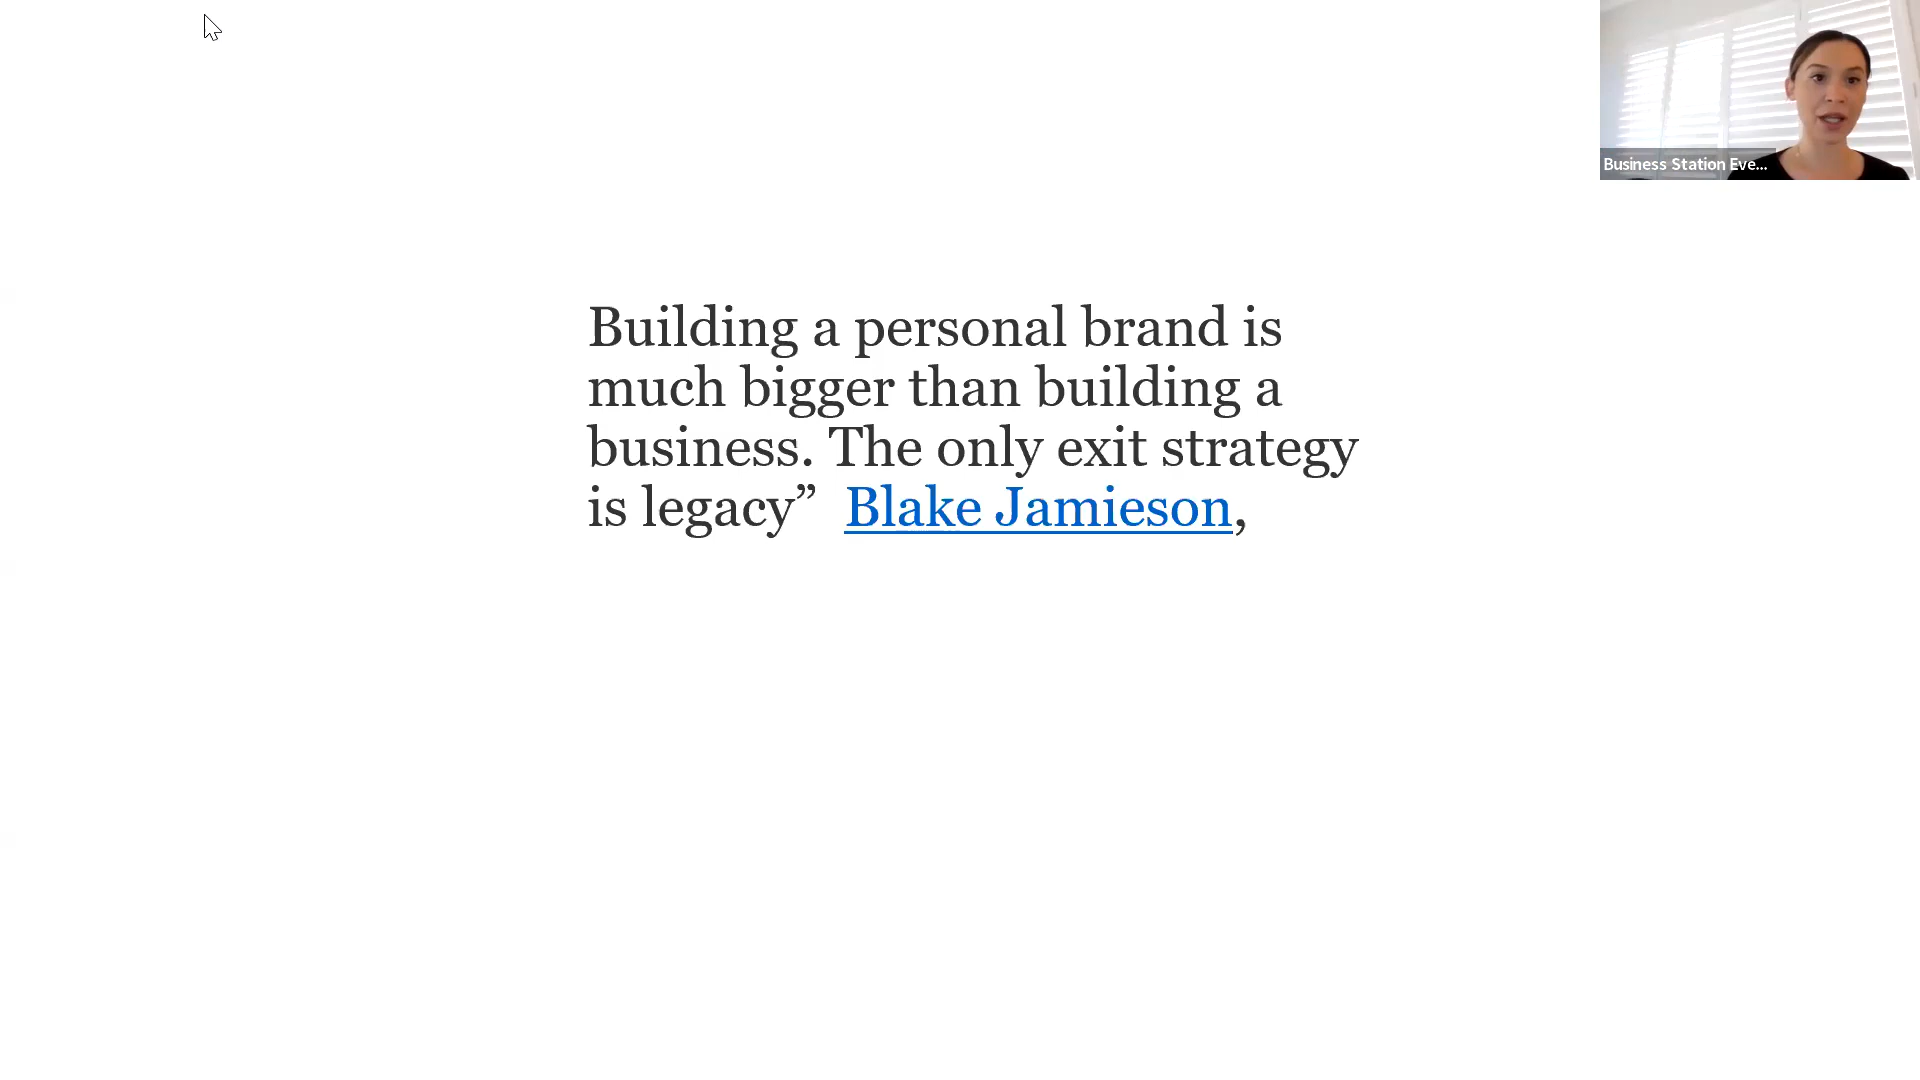 Building a personal brand is
much bigger than building a
business. The only exit strategy
is legacy”  Blake Jamieson,
Business Station Eve...